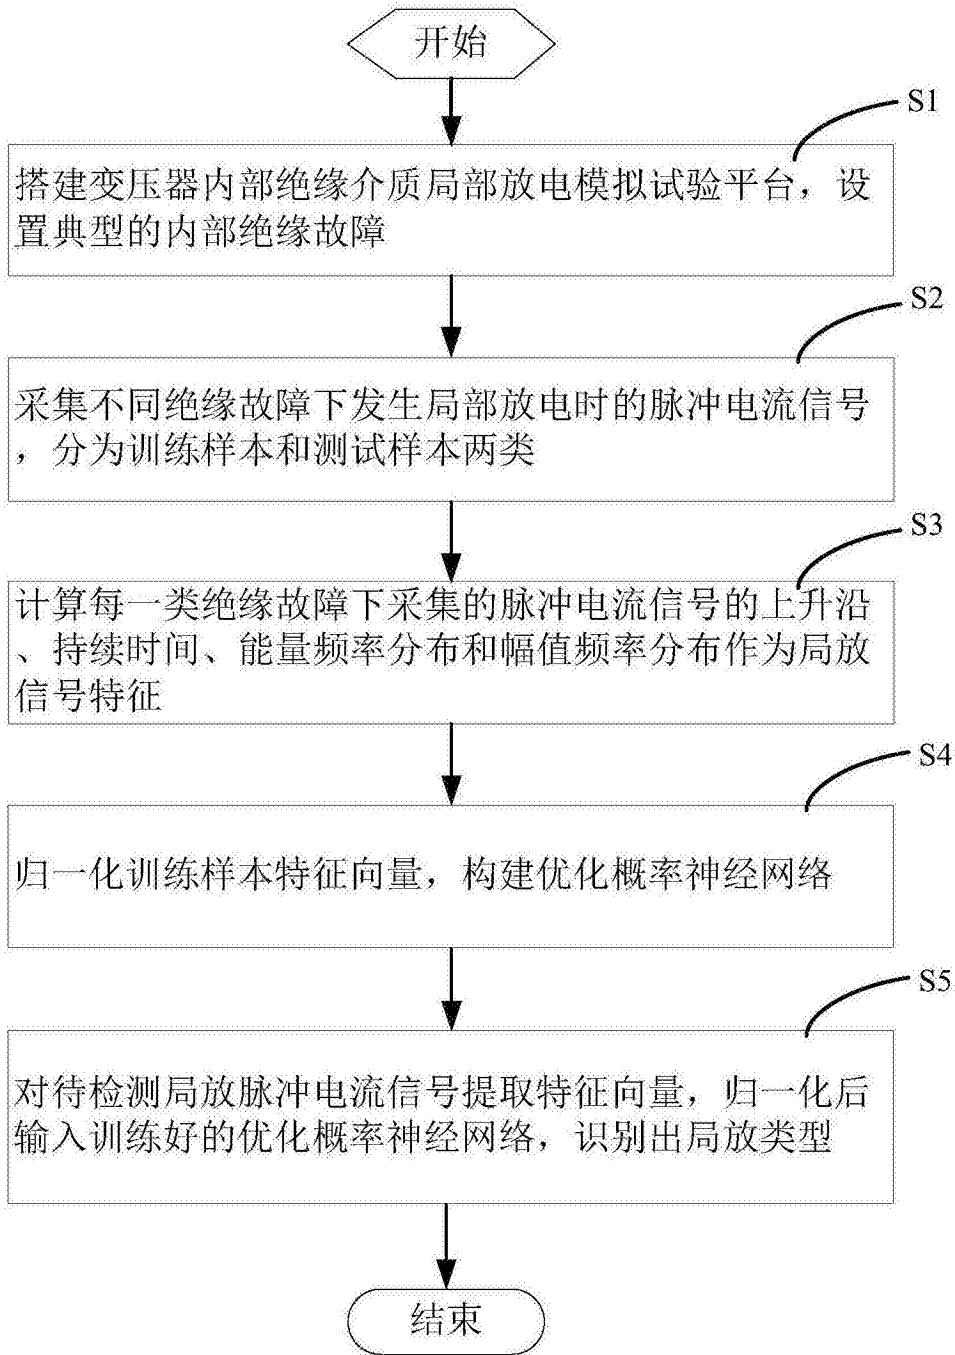 开始
S1
搭建变压器内部绝缘介质局部放电模拟试验平台，设
置典型的内部绝缘故障
S2
采集不同绝缘故障下发生局部放电时的脉冲电流信号
，分为训练样本和测试样本两类
S3
计算每一类绝缘故障下采集的脉冲电流信号的上升沿
、持续时间、能量频率分布和幅值频率分布作为局放
信号特征
S4
归一化训练样本特征向量，构建优化概率神经网络
S5
对待检测局放脉冲电流信号提取特征向量，归一化后
输入训练好的优化概率神经网络，识别出局放类型
结束